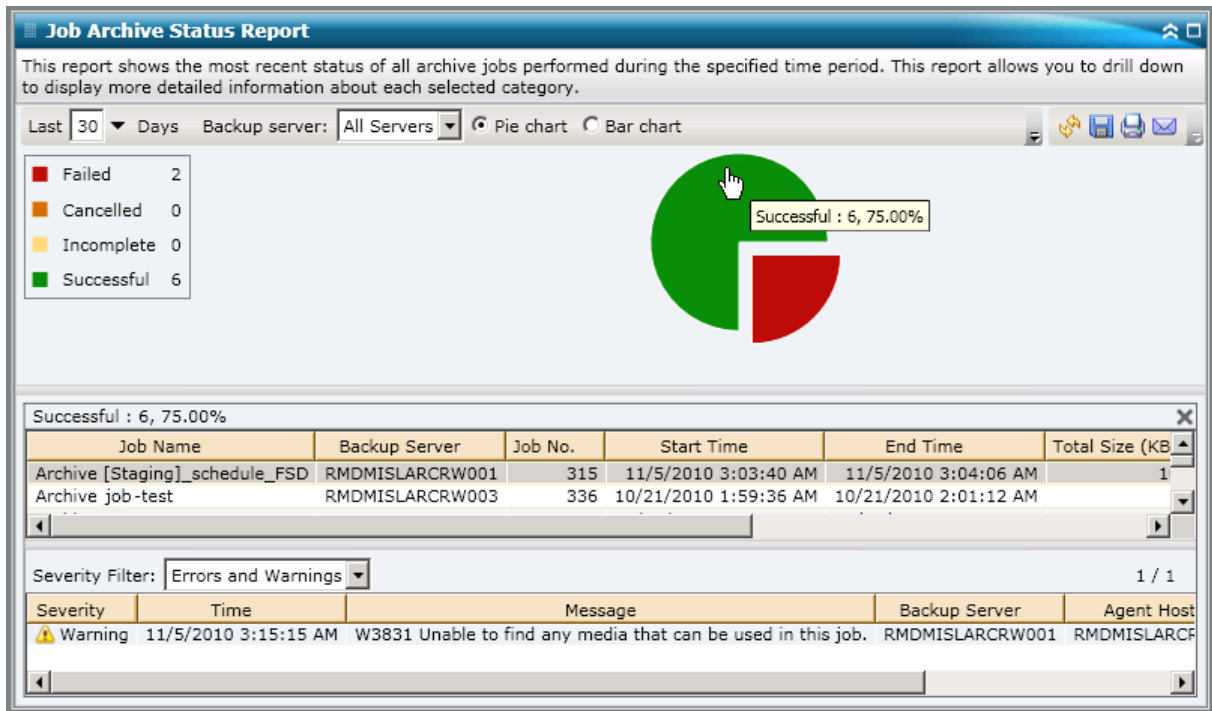 Job Archive Status Report
This report shows the most recent status of all archive jobs performed during the specified time period. This report allows you to drill down
to display more detailed information about each selected category.
Last 30 Days Backup server: All Servers Pie chart Bar chart
Failed 2
Cancelled 0
Incomplete 0
Successful 6
Successful : 6, 75.00%
Successful : 6, 75.00%
Job Name Backup Server Job No. Start Time End Time Total Size (KB
Archive [Staging]_schedule_FSD RMDMISLARCRW001 315 11/5/2010 3:03:40 AM 11/5/2010 3:04:06 AM 1
Archive job-test RMDMISLARCRW003 336 10/21/2010 1:59:36 AM 10/21/2010 2:01:12 AM
Severity Filter: Errors and Warnings 1 / 1
Severity Time Message Backup Server Agent Host
Warning 11/5/2010 3:15:15 AM W3831 Unable to find any media that can be used in this job. RMDMISLARCRW001 RMDMISLARCR